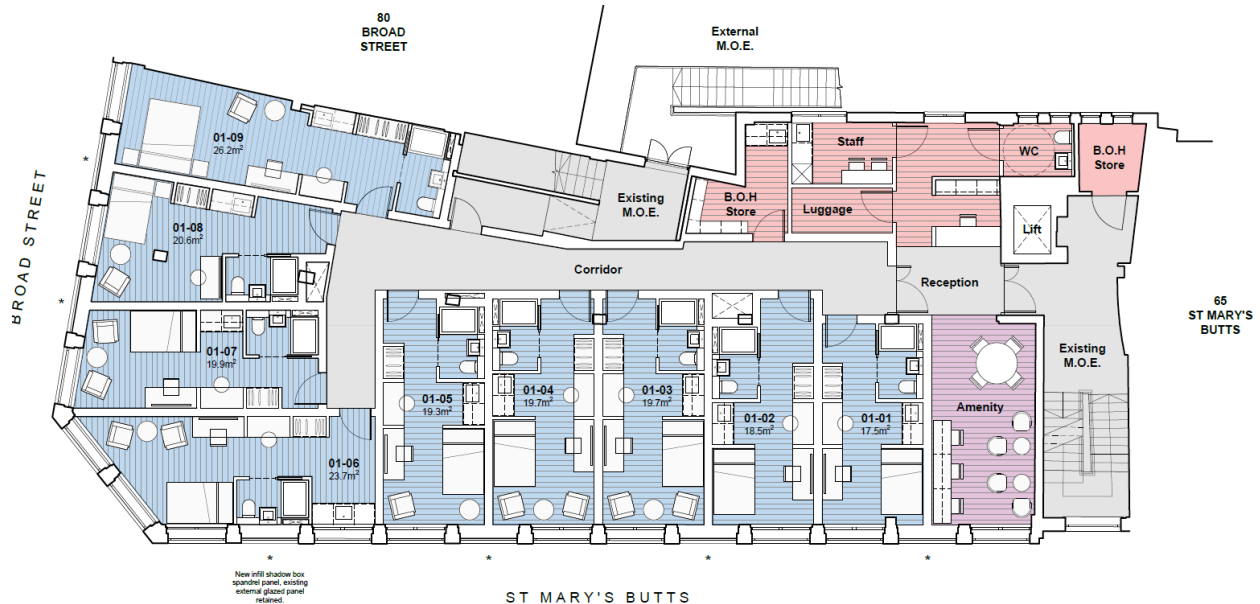 80
BROAD
STREET
External
M.O.E.
01-09
26.2m²
Staff
WC
B.O.H
Store
BROAD STREET
*
Existing
M.O.E.
B.O.H
Store
Luggage
01-08
20.6m²
Lift
Corridor
Reception
*
65
ST MARY'S
BUTTS
01-07
19.9m²
Existing
M.O.E.
01-05
19.3m²
01-04
19.7m²
01-03
19.7m²
01-02
18.5m²
01-01
17.5m²
Amenity
01-06
23.7m²
*
*
*
*
New infill shadow box
spandrel panel, existing
external glazed panel
retained.
ST MARY'S BUTTS